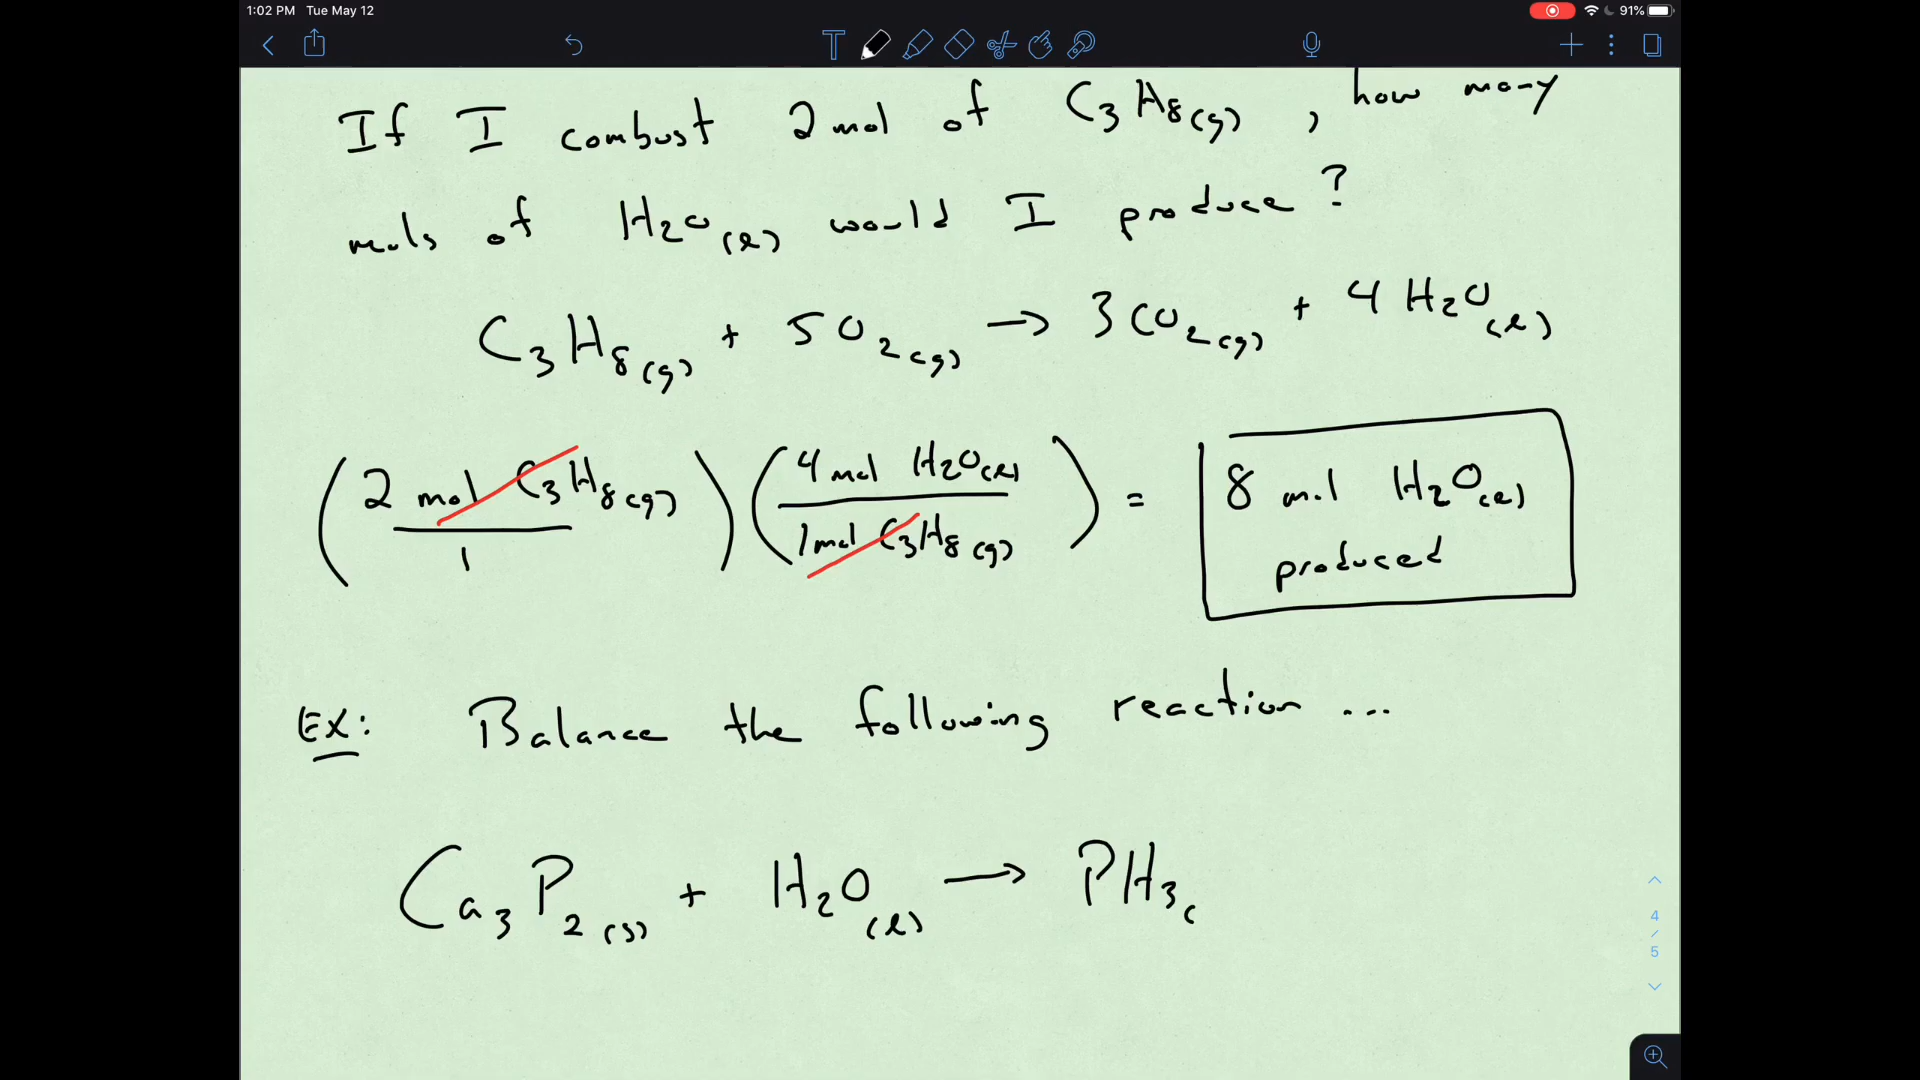 1:02 PM Tue May 12
91%
T
If I combust 2 mol of C₃H₈(g), how many
mols of H₂O(l) would I produce?
C₃H₈(g) + 5O₂(g) → 3CO₂(g) + 4H₂O(l)
(2 mol C₃H₈(g) / 1)(4 mol H₂O(l) / 1 mol C₃H₈(g)) = 8 mol H₂O(l)
produced
EX: Balance the following reaction ...
Ca₃P₂(s) + H₂O(l) → PH₃(
4
/
5